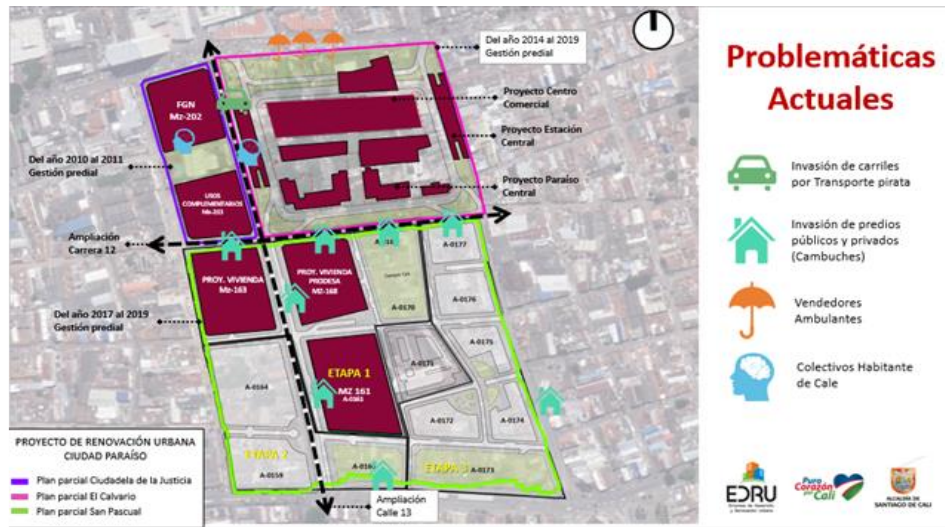 Problemáticas
Actuales
Invasión de carriles
por Transporte pirata
Invasión de predios
públicos y privados
(Cambuches)
Vendedores
Ambulantes
Colectivos Habitante
de Cale
EDRU
Puro
Corazón
por Cali
ALCALDÍA DE
SANTIAGO DE CALI
Del año 2014 al 2019
Gestión predial
Proyecto Centro
Comercial
Proyecto Estación
Central
Proyecto Paraíso
Central
FGN
Mz-202
Del año 2010 al 2011
Gestión predial
USOS
COMPLEMENTARIOS
Mz-203
Ampliación
Carrera 12
PROY. VIVIENDA
Mz-163
PROY. VIVIENDA
PRODESA
MZ-168
A-0177
A-0176
A-0170
A-0175
Del año 2017 al 2019
Gestión predial
ETAPA 1
MZ 161
A-0164
A-0172
A-0174
ETAPA 2
A-0159
ETAPA 3
A-0173
Ampliación
Calle 13
PROYECTO DE RENOVACIÓN URBANA
CIUDAD PARAÍSO
Plan parcial Ciudadela de la Justicia
Plan parcial El Calvario
Plan parcial San Pascual